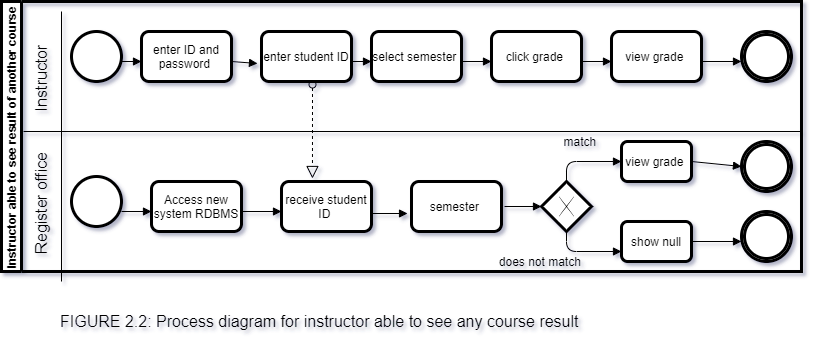 Instructor able to see result of another course
Instructor
enter ID and
password
enter student ID
select semester
click grade
view grade
Register office
Access new
system RDBMS
receive student
ID
semester
match
view grade
does not match
show null
FIGURE 2.2: Process diagram for instructor able to see any course result